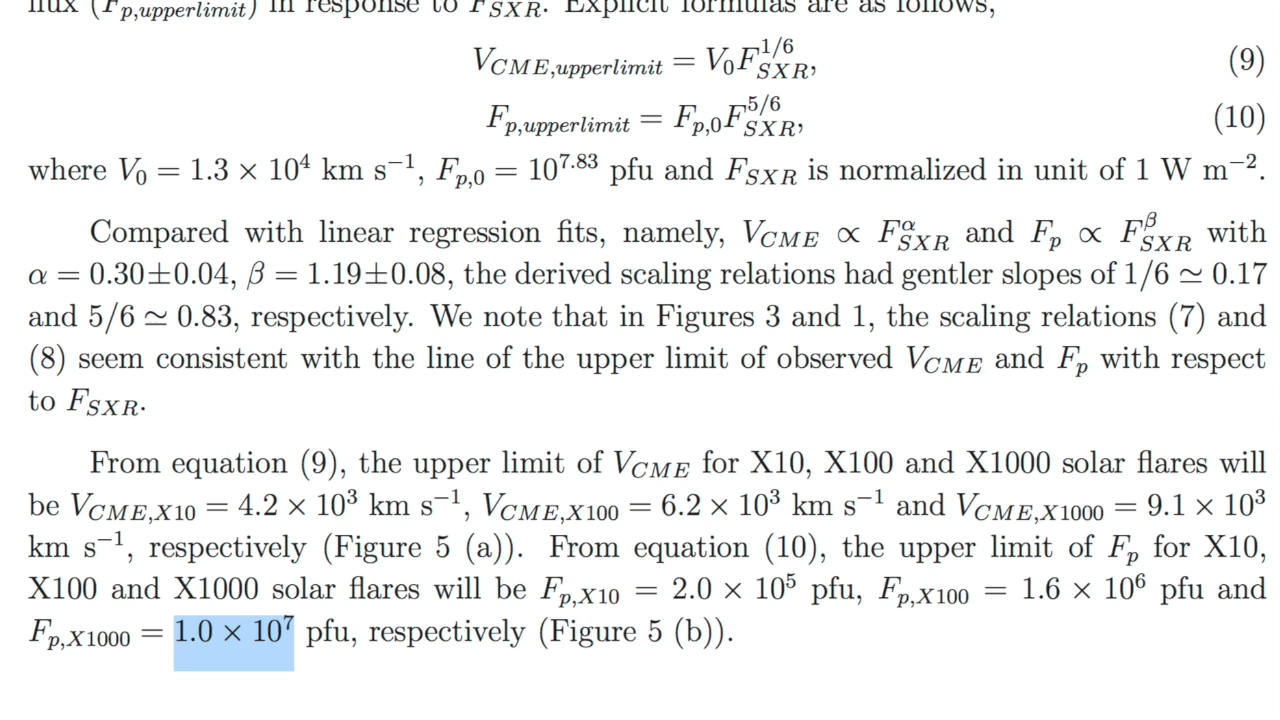 flux (F_{p,upperlimit}) in response to F_{SXR}. Explicit formulas are as follows,
V_{CME,upperlimit} = V_0 F_{SXR}^{1/6}, (9)
F_{p,upperlimit} = F_{p,0} F_{SXR}^{5/6}, (10)
where V_0 = 1.3 × 10^4 km s^{−1}, F_{p,0} = 10^{7.83} pfu and F_{SXR} is normalized in unit of 1 W m^{−2}.
Compared with linear regression fits, namely, V_{CME} ∝ F_{SXR}^α and F_p ∝ F_{SXR}^β with
α = 0.30±0.04, β = 1.19±0.08, the derived scaling relations had gentler slopes of 1/6 ≃ 0.17
and 5/6 ≃ 0.83, respectively. We note that in Figures 3 and 1, the scaling relations (7) and
(8) seem consistent with the line of the upper limit of observed V_{CME} and F_p with respect
to F_{SXR}.
From equation (9), the upper limit of V_{CME} for X10, X100 and X1000 solar flares will
be V_{CME,X10} = 4.2 × 10^3 km s^{−1}, V_{CME,X100} = 6.2 × 10^3 km s^{−1} and V_{CME,X1000} = 9.1 × 10^3
km s^{−1}, respectively (Figure 5 (a)). From equation (10), the upper limit of F_p for X10,
X100 and X1000 solar flares will be F_{p,X10} = 2.0 × 10^5 pfu, F_{p,X100} = 1.6 × 10^6 pfu and
F_{p,X1000} = 1.0 × 10^7 pfu, respectively (Figure 5 (b)).